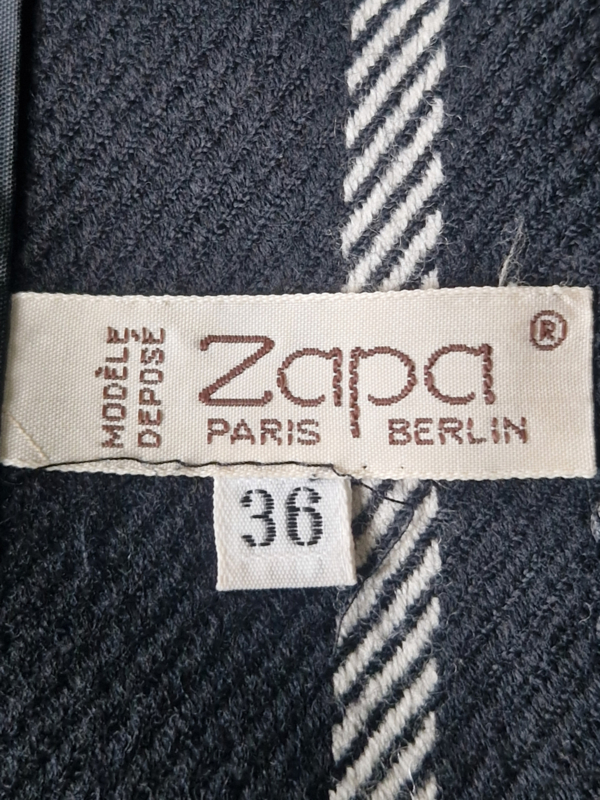 MODÈLE
DÉPOSÉ
zapa ®
PARIS BERLIN
36